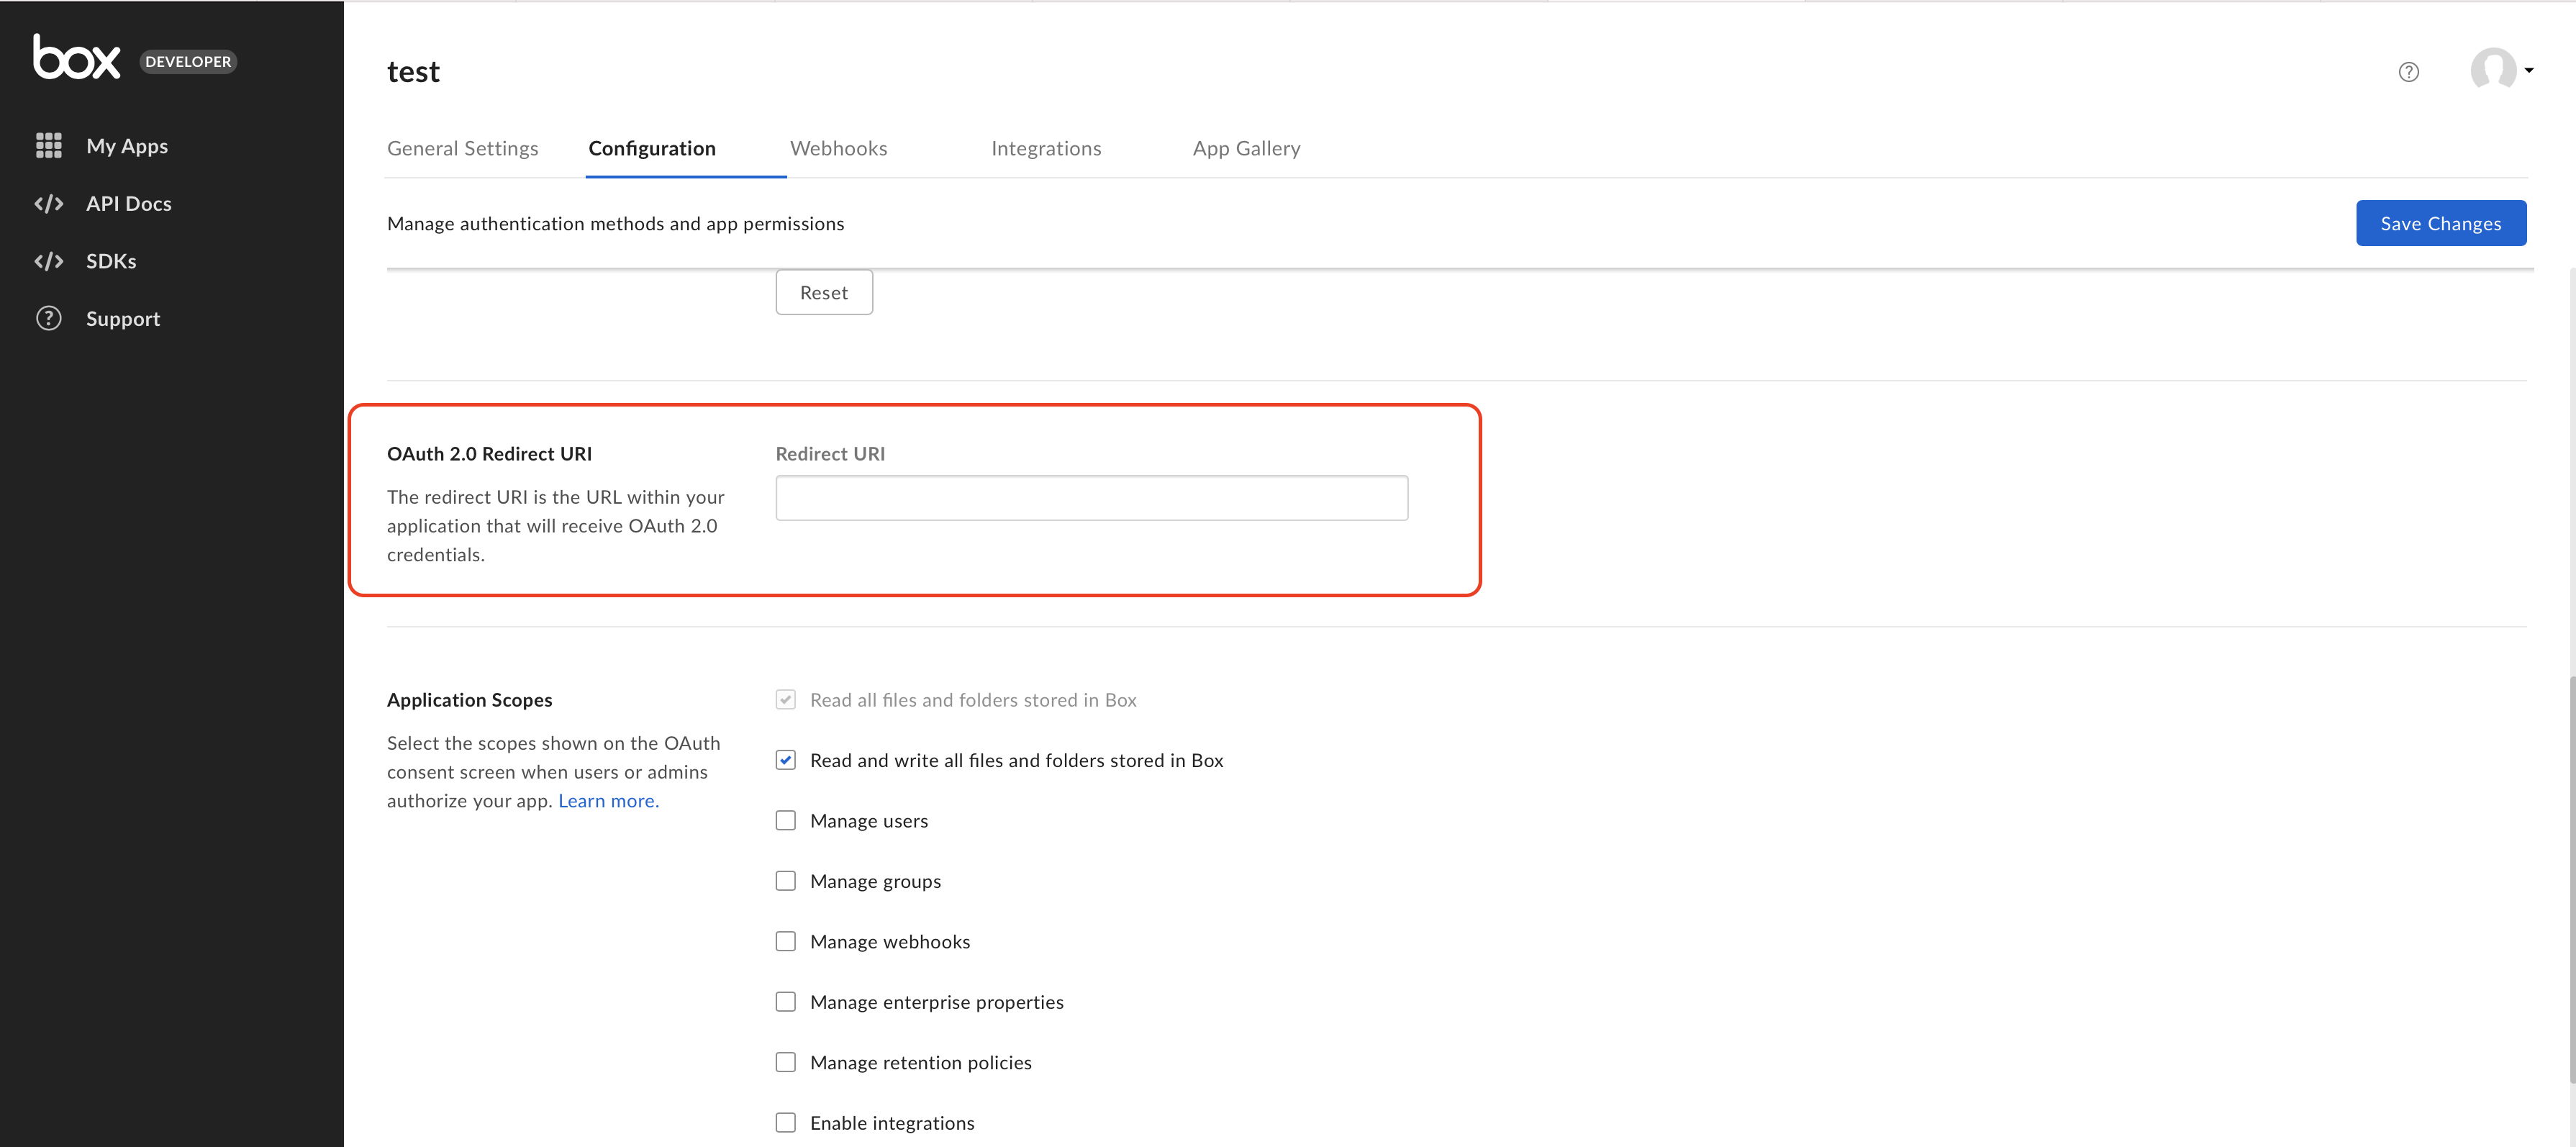 box DEVELOPER
My Apps
API Docs
SDKs
Support
test
General Settings Configuration Webhooks Integrations App Gallery
Manage authentication methods and app permissions
Save Changes
Reset
OAuth 2.0 Redirect URI
The redirect URI is the URL within your
application that will receive OAuth 2.0
credentials.
Redirect URI
Application Scopes
Select the scopes shown on the OAuth
consent screen when users or admins
authorize your app. Learn more.
Read all files and folders stored in Box
Read and write all files and folders stored in Box
Manage users
Manage groups
Manage webhooks
Manage enterprise properties
Manage retention policies
Enable integrations